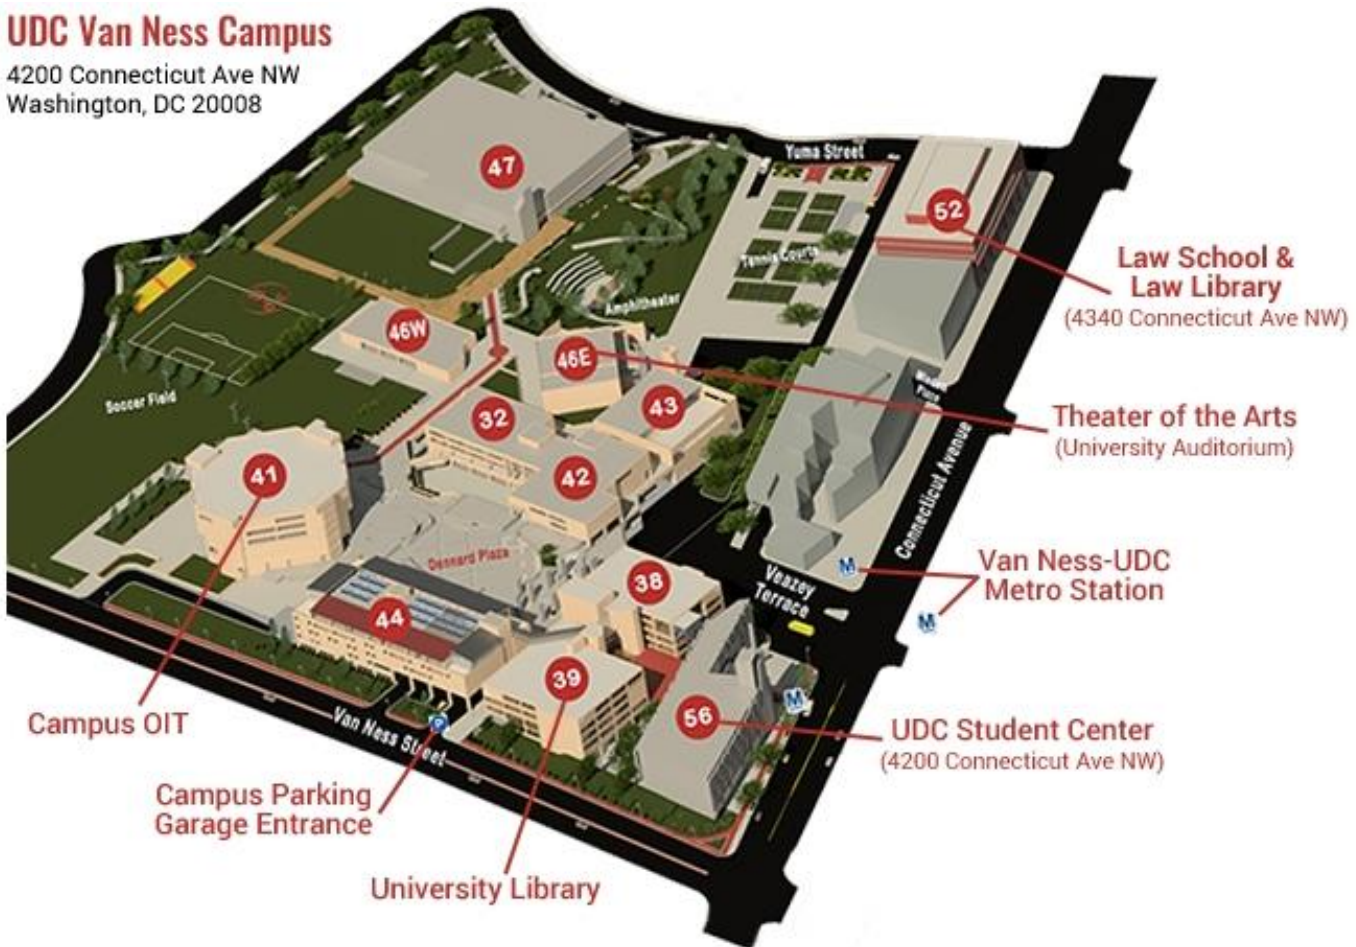 UDC Van Ness Campus
4200 Connecticut Ave NW
Washington, DC 20008
47
Yuma Street
52
Law School &
Law Library
(4340 Connecticut Ave NW)
Tennis Courts
Amphitheater
46W
46E
Soccer Field
32
43
Theater of the Arts
(University Auditorium)
41
42
Connecticut Avenue
Dennard Plaza
38
Veazey
Terrace
M
Van Ness-UDC
Metro Station
M
44
39
56
M
UDC Student Center
(4200 Connecticut Ave NW)
Campus OIT
Van Ness Street
P
Campus Parking
Garage Entrance
University Library